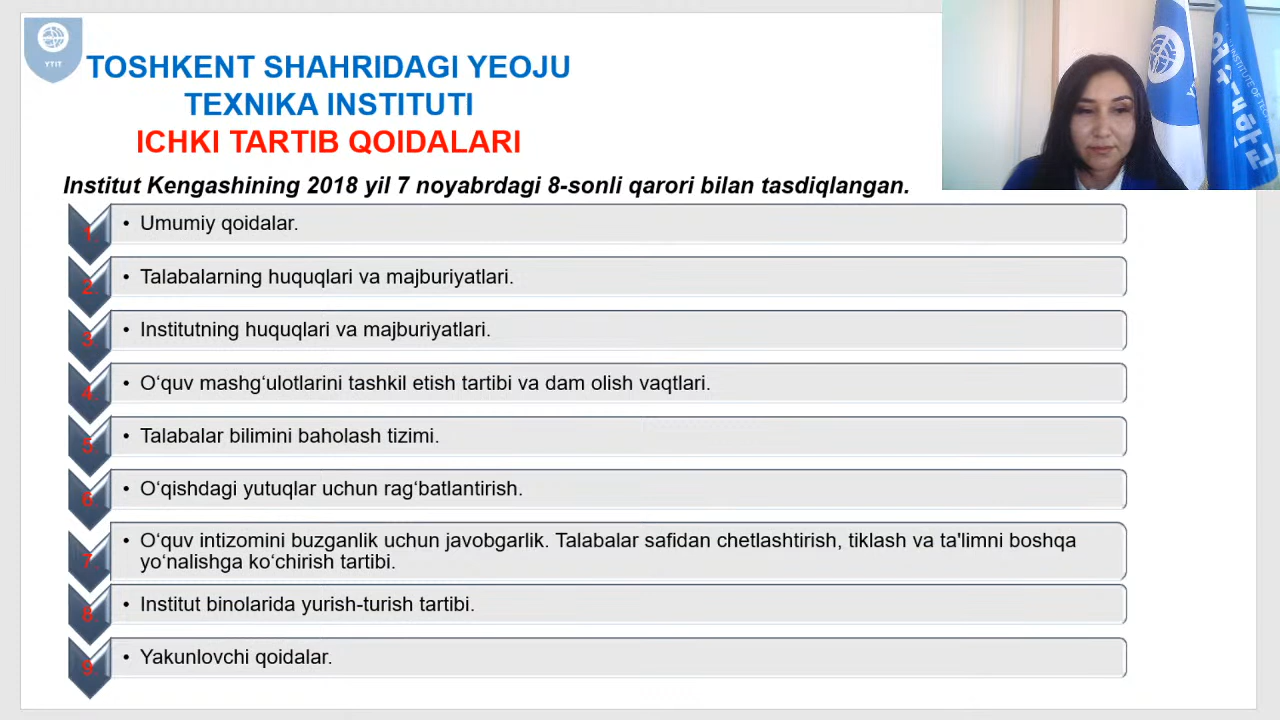 YTIT
TOSHKENT SHAHRIDAGI YEOJU
TEXNIKA INSTITUTI
ICHKI TARTIB QOIDALARI
Institut Kengashining 2018 yil 7 noyabrdagi 8-sonli qarori bilan tasdiqlangan.
1. • Umumiy qoidalar.
2. • Talabalarning huquqlari va majburiyatlari.
3. • Institutning huquqlari va majburiyatlari.
4. • O‘quv mashg‘ulotlarini tashkil etish tartibi va dam olish vaqtlari.
5. • Talabalar bilimini baholash tizimi.
6. • O‘qishdagi yutuqlar uchun rag‘batlantirish.
7. • O‘quv intizomini buzganlik uchun javobgarlik. Talabalar safidan chetlashtirish, tiklash va ta'limni boshqa
yo‘nalishga ko‘chirish tartibi.
8. • Institut binolarida yurish-turish tartibi.
9. • Yakunlovchi qoidalar.
INSTITUTE OF